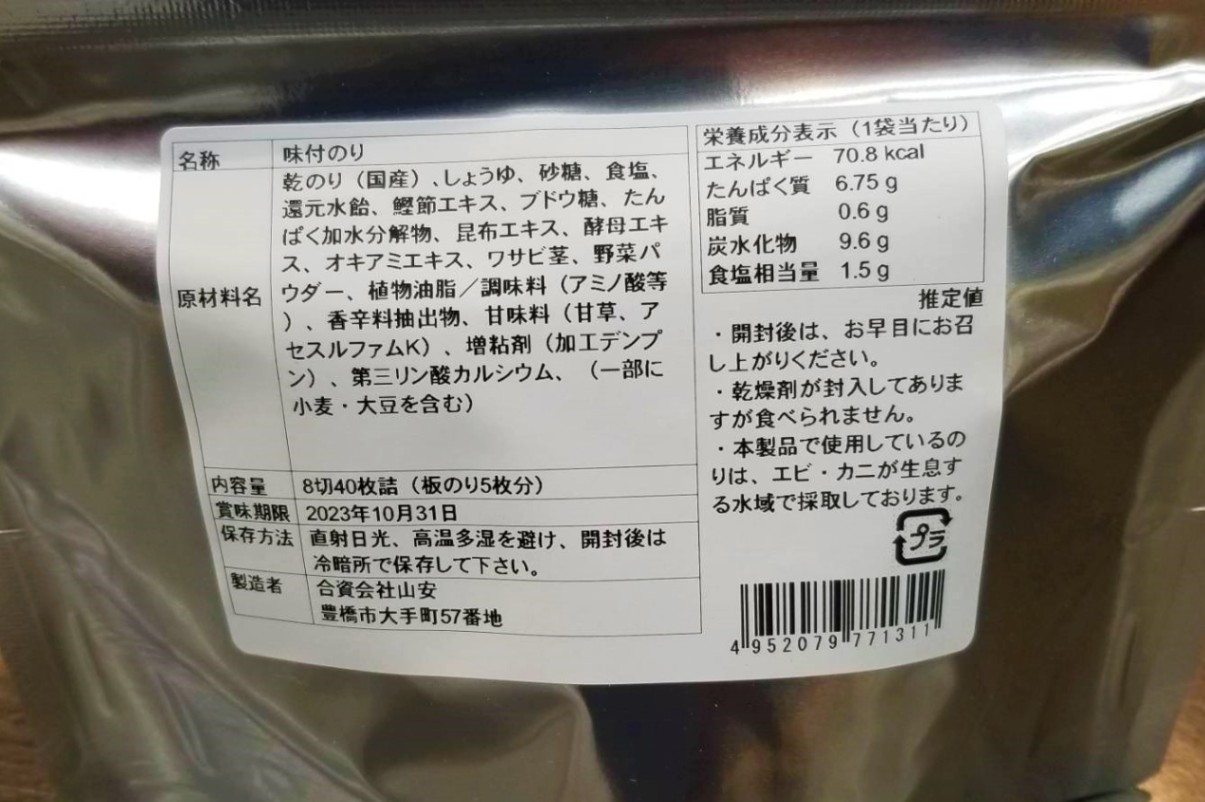 名称 味付のり
原材料名 乾のり（国産）、しょうゆ、砂糖、食塩、
還元水飴、鰹節エキス、ブドウ糖、たん
ぱく加水分解物、昆布エキス、酵母エキ
ス、オキアミエキス、ワサビ茎、野菜パ
ウダー、植物油脂／調味料（アミノ酸等
）、香辛料抽出物、甘味料（甘草、ア
セスルファムK）、増粘剤（加工デンプ
ン）、第三リン酸カルシウム、（一部に
小麦・大豆を含む）
内容量 8切40枚詰（板のり5枚分）
賞味期限 2023年10月31日
保存方法 直射日光、高温多湿を避け、開封後は
冷暗所で保存して下さい。
製造者 合資会社山安
豊橋市大手町57番地
栄養成分表示（1袋当たり）
エネルギー 70.8 kcal
たんぱく質 6.75 g
脂質 0.6 g
炭水化物 9.6 g
食塩相当量 1.5 g
推定値
・開封後は、お早目にお召
し上がりください。
・乾燥剤が封入してありま
すが食べられません。
・本製品で使用しているの
りは、エビ・カニが生息す
る水域で採取しております。
プラ
4952079771311